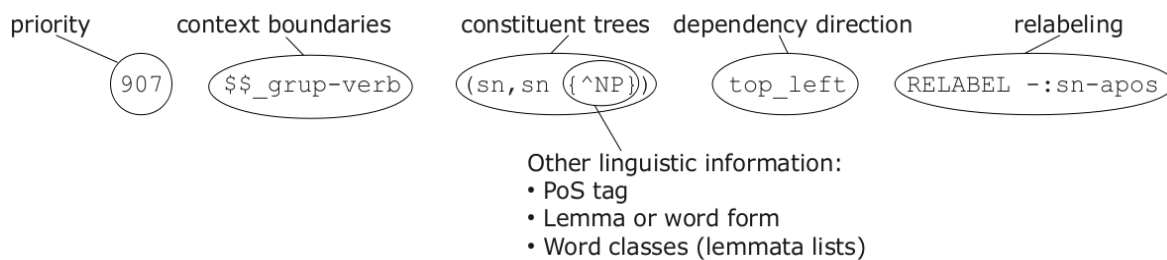 priority context boundaries constituent trees dependency direction relabeling
907 $$_grup-verb (sn,sn {^NP}) top_left RELABEL -:sn-apos
Other linguistic information:
• PoS tag
• Lemma or word form
• Word classes (lemmata lists)